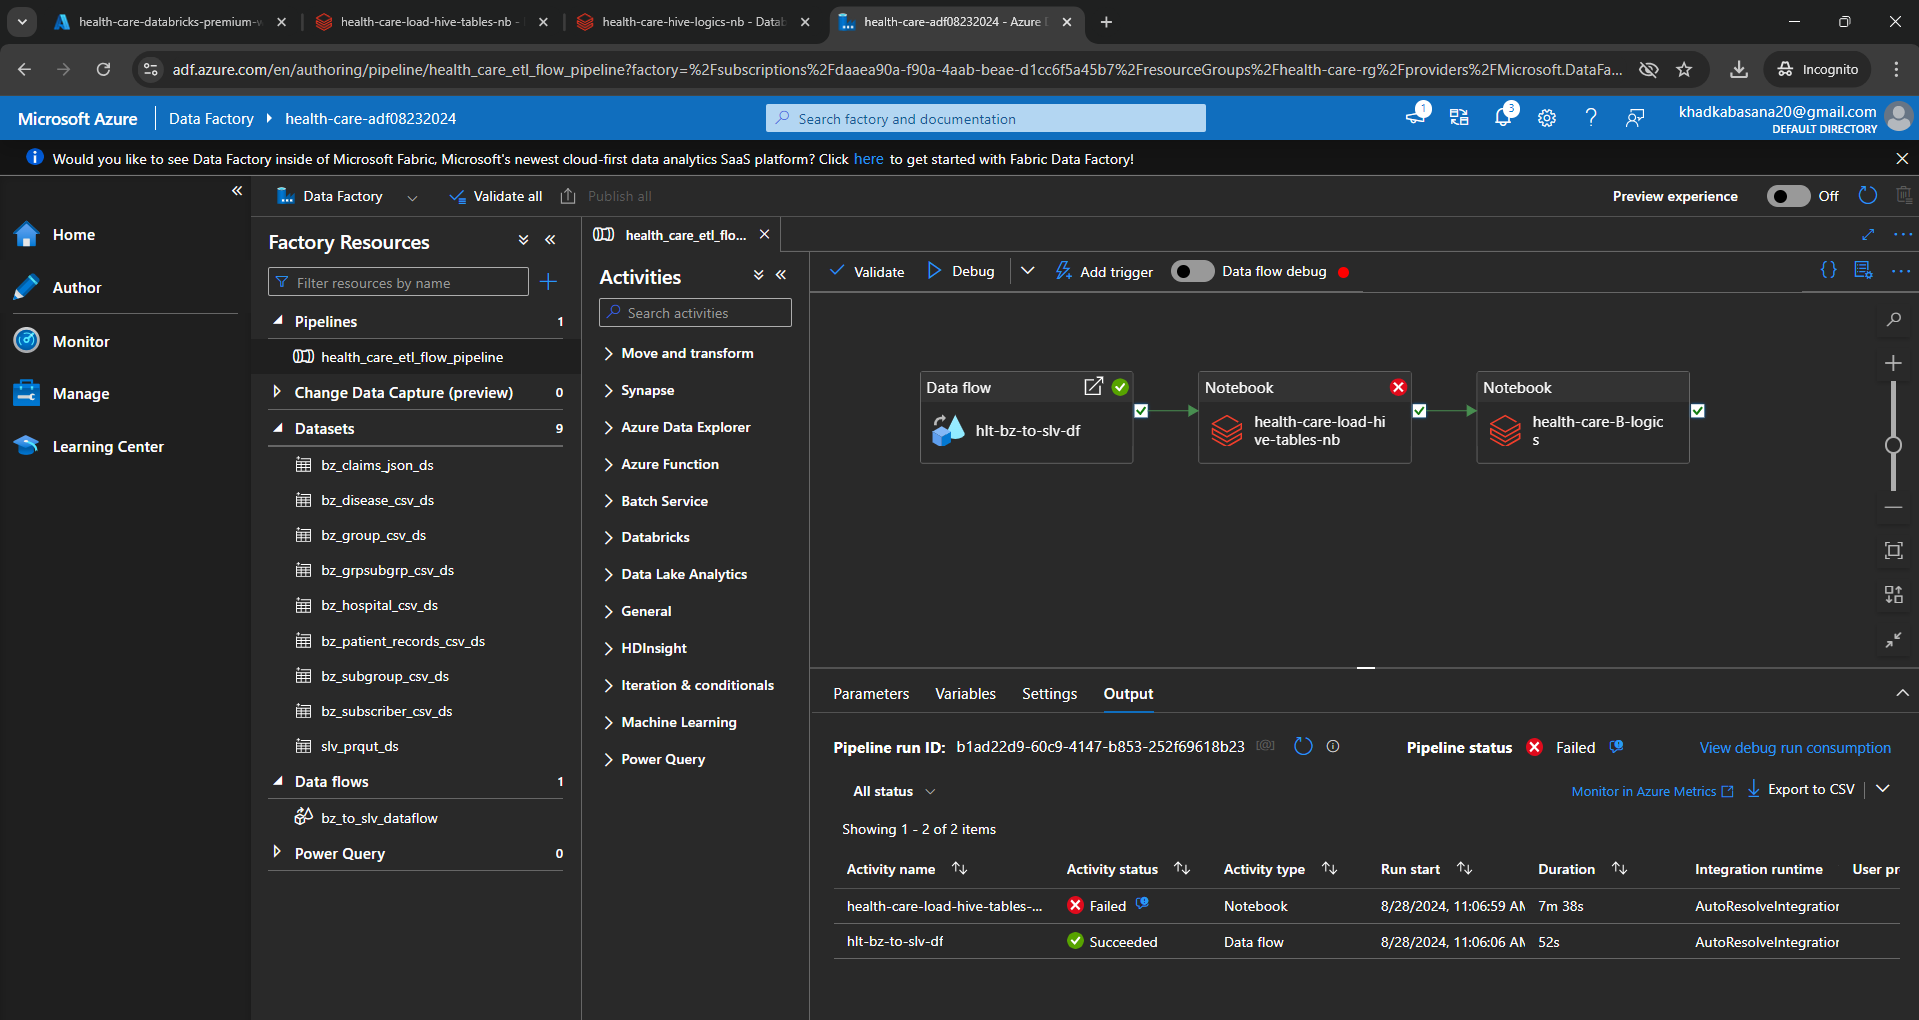 health-care-databricks-premium-w
health-care-load-hive-tables-nb -
health-care-hive-logics-nb - Datab
health-care-adf08232024 - Azure D
adf.azure.com/en/authoring/pipeline/health_care_etl_flow_pipeline?factory=%2Fsubscriptions%2Fdaaea90a-f90a-4aab-beae-d1cc6f5a45b7%2FresourceGroups%2Fhealth-care-rg%2Fproviders%2FMicrosoft.DataFa...
Incognito
Microsoft Azure
Data Factory
health-care-adf08232024
Search factory and documentation
1
3
khadkabasana20@gmail.com
DEFAULT DIRECTORY
Would you like to see Data Factory inside of Microsoft Fabric, Microsoft's newest cloud-first data analytics SaaS platform? Click here to get started with Fabric Data Factory!
Home
Author
Monitor
Manage
Learning Center
Data Factory
Validate all
Publish all
Preview experience
Off
Factory Resources
Filter resources by name
Pipelines 1
health_care_etl_flow_pipeline
Change Data Capture (preview) 0
Datasets 9
bz_claims_json_ds
bz_disease_csv_ds
bz_group_csv_ds
bz_grpsubgrp_csv_ds
bz_hospital_csv_ds
bz_patient_records_csv_ds
bz_subgroup_csv_ds
bz_subscriber_csv_ds
slv_prqut_ds
Data flows 1
bz_to_slv_dataflow
Power Query 0
health_care_etl_flo...
Activities
Search activities
Move and transform
Synapse
Azure Data Explorer
Azure Function
Batch Service
Databricks
Data Lake Analytics
General
HDInsight
Iteration & conditionals
Machine Learning
Power Query
Validate
Debug
Add trigger
Data flow debug
Data flow
hlt-bz-to-slv-df
Notebook
health-care-load-hi
ve-tables-nb
Notebook
health-care-B-logic
s
Parameters
Variables
Settings
Output
Pipeline run ID: b1ad22d9-60c9-4147-b853-252f69618b23
Pipeline status Failed
View debug run consumption
All status
Monitor in Azure Metrics
Export to CSV
Showing 1 - 2 of 2 items
Activity name Activity status Activity type Run start Duration Integration runtime User pr
health-care-load-hive-tables-... Failed Notebook 8/28/2024, 11:06:59 AM 7m 38s AutoResolveIntegration
hlt-bz-to-slv-df Succeeded Data flow 8/28/2024, 11:06:06 AM 52s AutoResolveIntegration